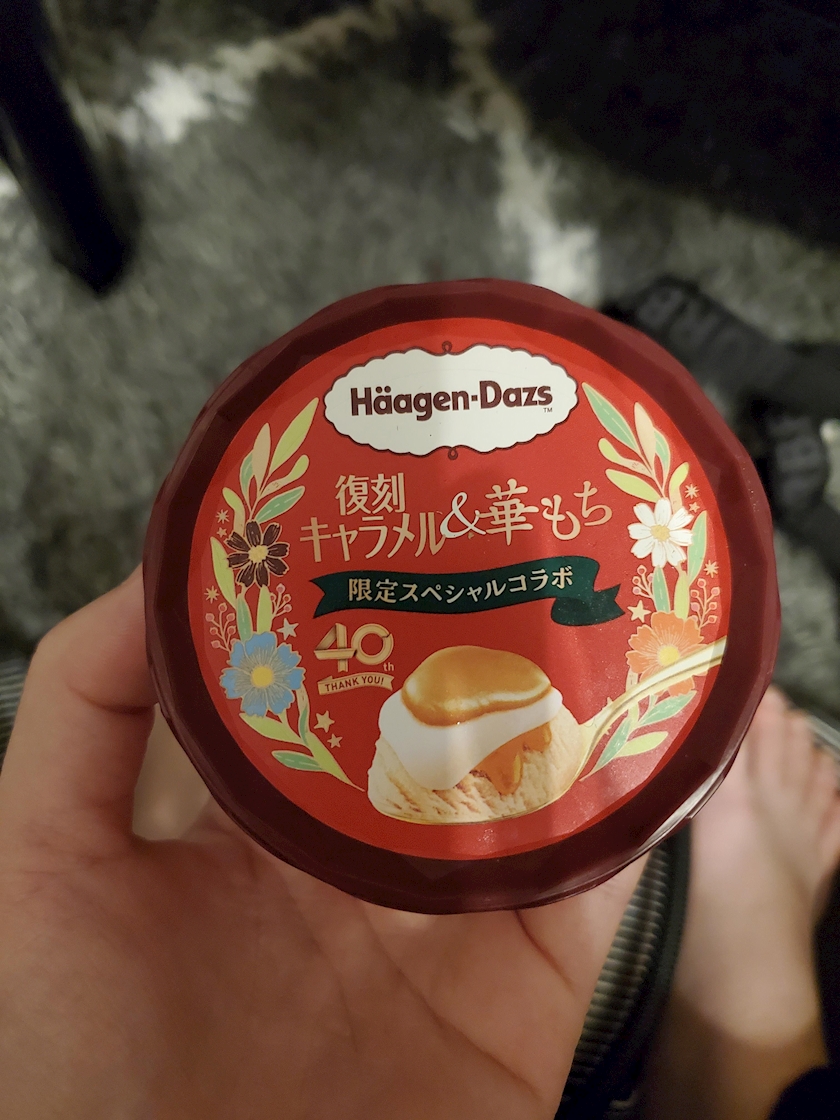 Häagen-Dazs
TM
復刻
キャラメル&華もち
限定スペシャルコラボ
40th
THANK YOU!